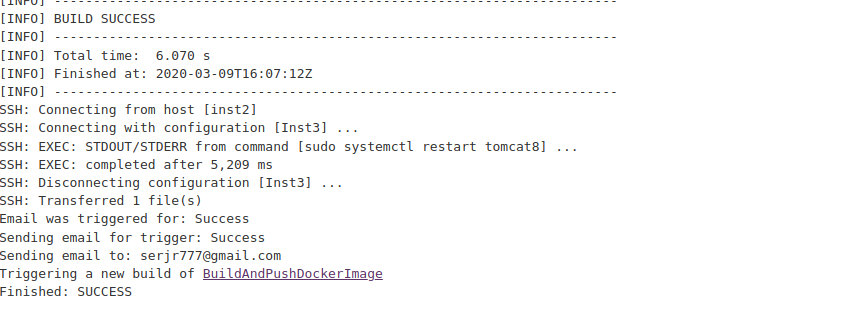 [INFO] ------------------------------------------------------------------------
[INFO] BUILD SUCCESS
[INFO] ------------------------------------------------------------------------
[INFO] Total time:  6.070 s
[INFO] Finished at: 2020-03-09T16:07:12Z
[INFO] ------------------------------------------------------------------------
SSH: Connecting from host [inst2]
SSH: Connecting with configuration [Inst3] ...
SSH: EXEC: STDOUT/STDERR from command [sudo systemctl restart tomcat8] ...
SSH: EXEC: completed after 5,209 ms
SSH: Disconnecting configuration [Inst3] ...
SSH: Transferred 1 file(s)
Email was triggered for: Success
Sending email for trigger: Success
Sending email to: serjr777@gmail.com
Triggering a new build of BuildAndPushDockerImage
Finished: SUCCESS